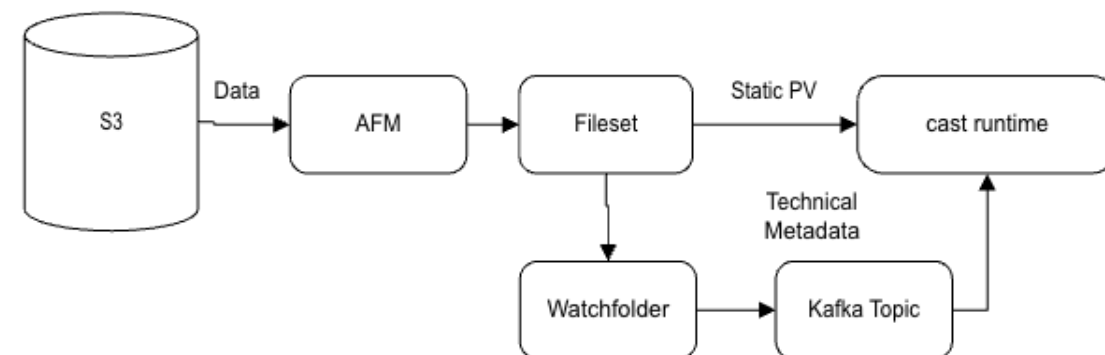 S3
Data
AFM
Fileset
Static PV
cast runtime
Technical
Metadata
Watchfolder
Kafka Topic